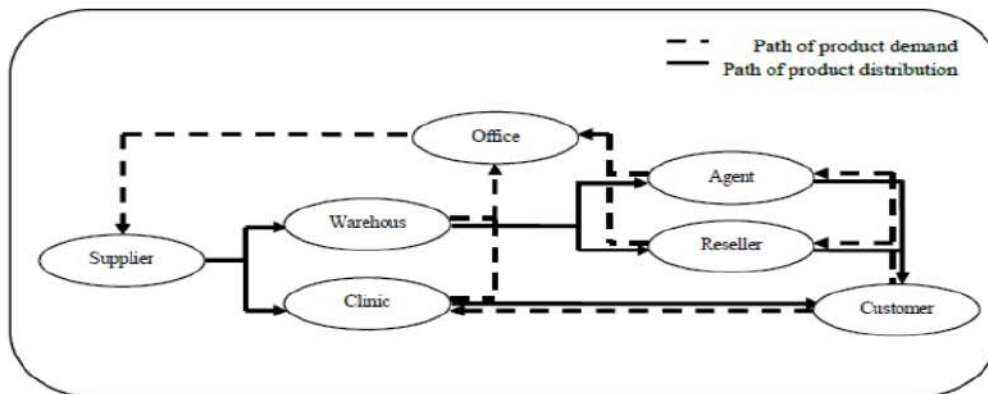 Path of product demand
Path of product distribution
Office
Agent
Warehous
Reseller
Supplier
Clinic
Customer